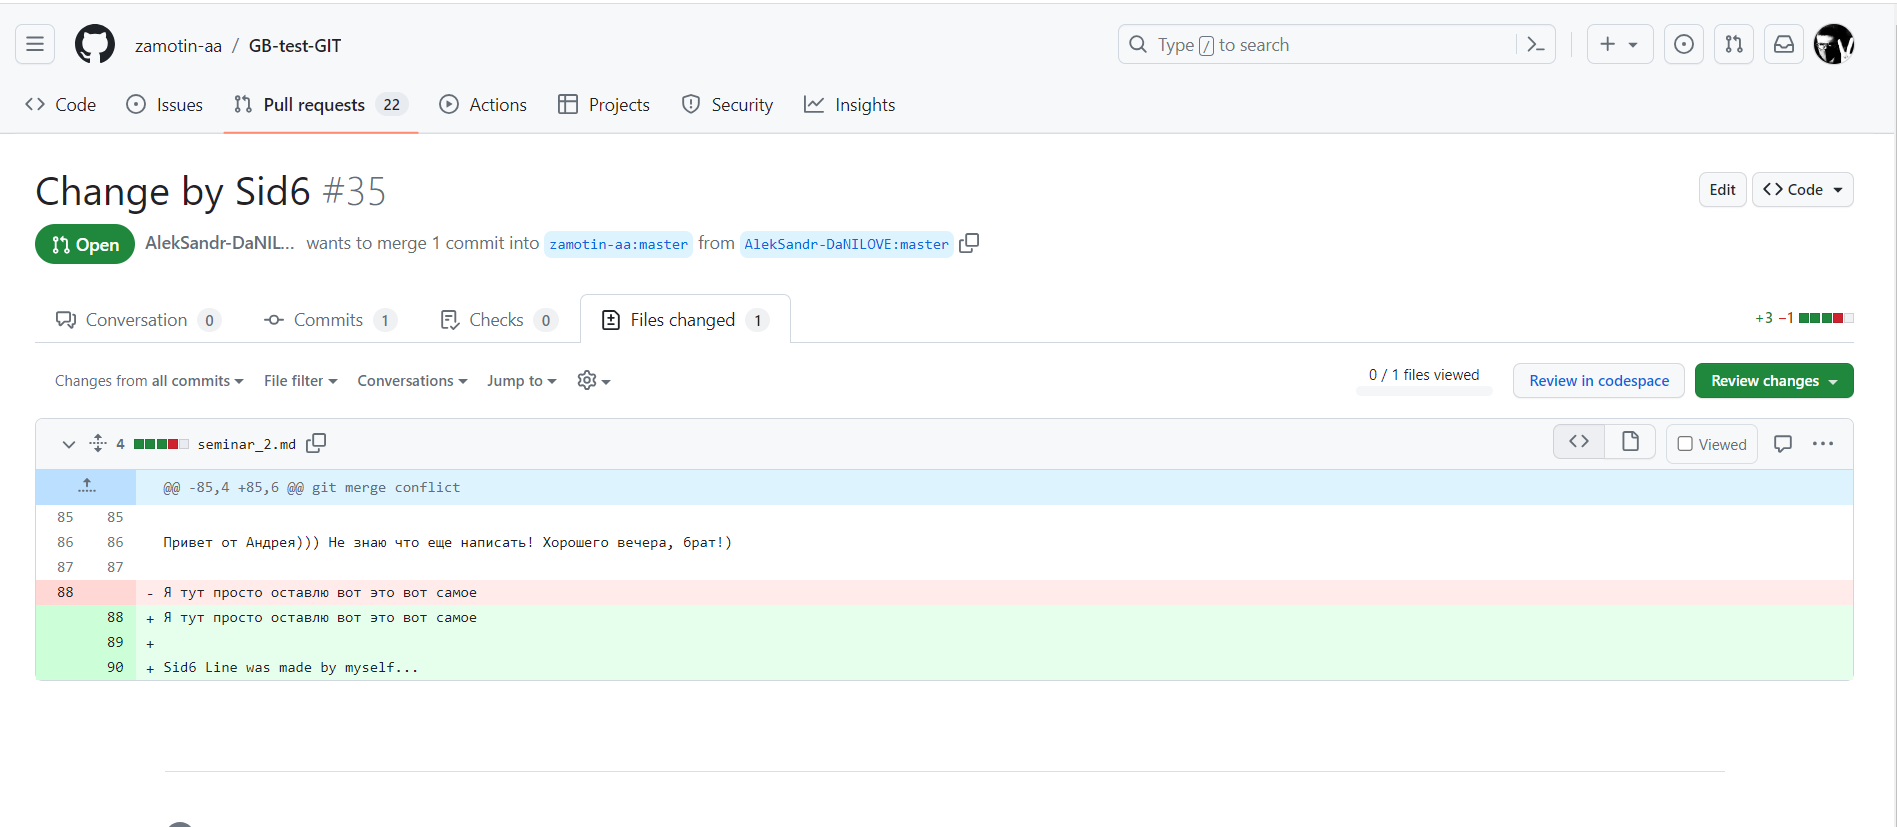 zamotin-aa / GB-test-GIT
Type / to search
Code
Issues
Pull requests 22
Actions
Projects
Security
Insights
Change by Sid6 #35
Edit
Code
Open
AlekSandr-DaNIL... wants to merge 1 commit into zamotin-aa:master from AlekSandr-DaNILOVE:master
Conversation 0
Commits 1
Checks 0
Files changed 1
+3 −1
Changes from all commits
File filter
Conversations
Jump to
0 / 1 files viewed
Review in codespace
Review changes
4 seminar_2.md
Viewed
@@ -85,4 +85,6 @@ git merge conflict
85 85
86 86 Привет от Андрея))) Не знаю что еще написать! Хорошего вечера, брат!)
87 87
88 - Я тут просто оставлю вот это вот самое
88 + Я тут просто оставлю вот это вот самое
89 +
90 + Sid6 Line was made by myself...